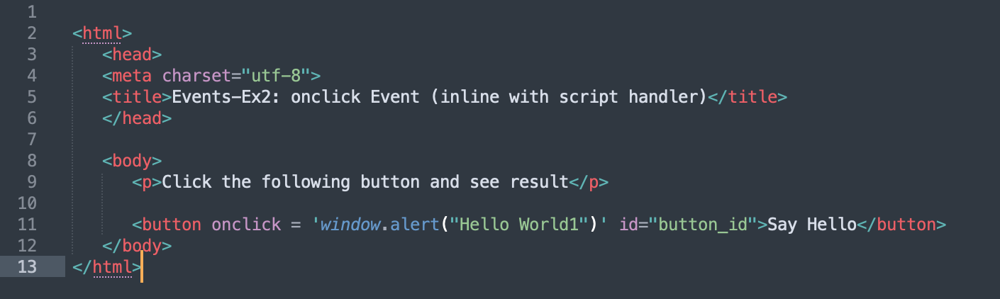 1
2 <html>
3 <head>
4 <meta charset="utf-8">
5 <title>Events-Ex2: onclick Event (inline with script handler)</title>
6 </head>
7
8 <body>
9 <p>Click the following button and see result</p>
10
11 <button onclick = 'window.alert("Hello World1")' id="button_id">Say Hello</button>
12 </body>
13 </html>